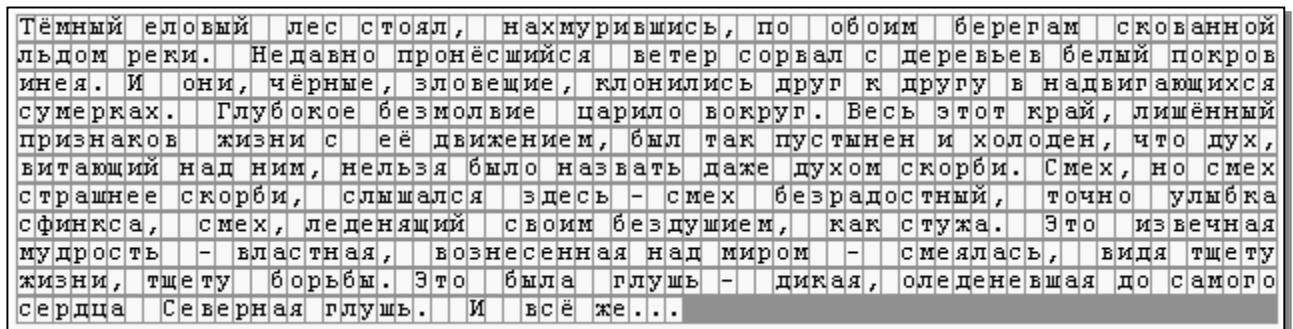 Тёмный еловый лес стоял, нахмурившись, по обоим берегам скованной
льдом реки. Недавно пронёсшийся ветер сорвал с деревьев белый покров
инея. И они, чёрные, зловещие, клонились друг к другу в надвигающихся
сумерках. Глубокое безмолвие царило вокруг. Весь этот край, лишённый
признаков жизни с её движением, был так пустынен и холоден, что дух,
витающий над ним, нельзя было назвать даже духом скорби. Смех, но смех
страшнее скорби, слышался здесь - смех безрадостный, точно улыбка
сфинкса, смех, леденящий своим бездушием, как стужа. Это извечная
мудрость - властная, вознесенная над миром - смеялась, видя тщету
жизни, тщету борьбы. Это была глушь - дикая, оледеневшая до самого
сердца Северная глушь. И всё же...